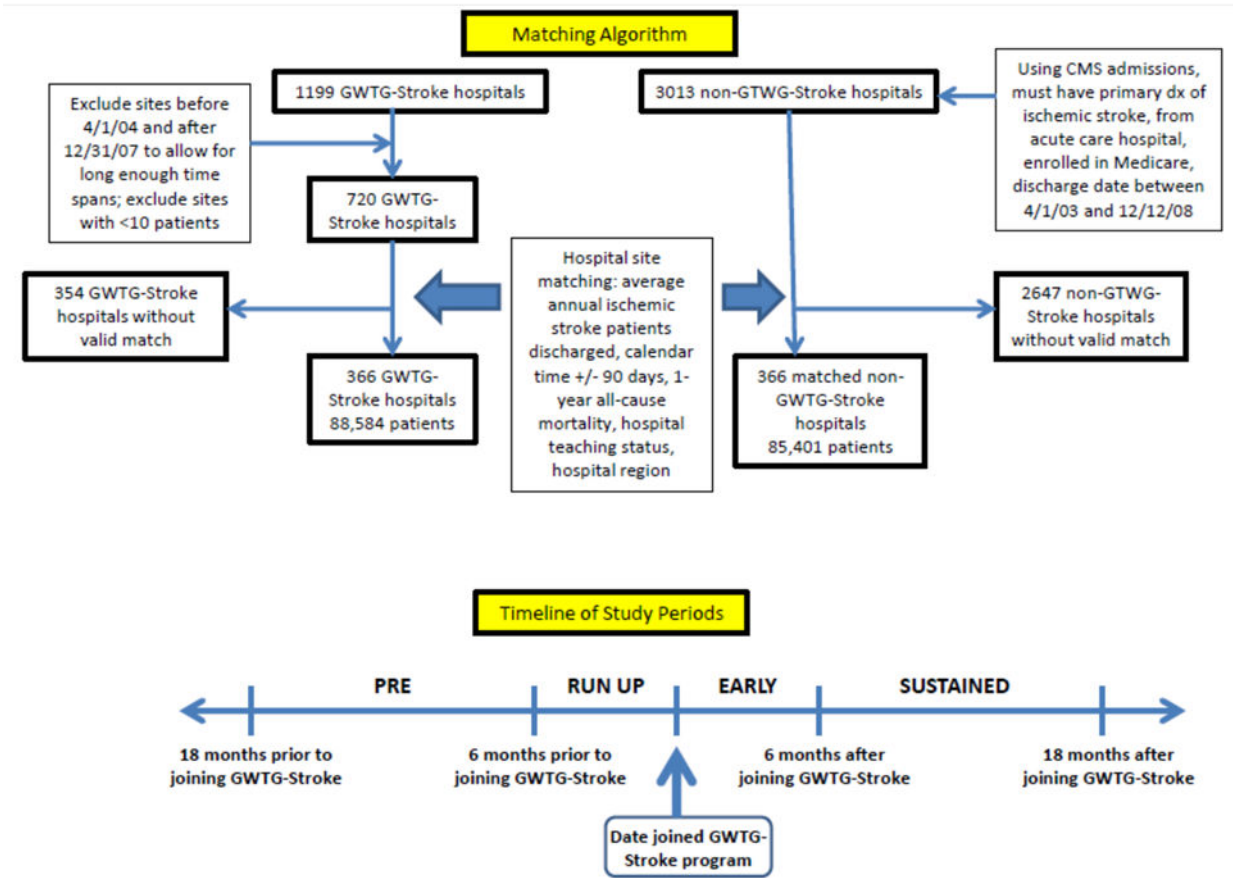 Matching Algorithm
1199 GWTG-Stroke hospitals
3013 non-GTWG-Stroke hospitals
Exclude sites before
4/1/04 and after
12/31/07 to allow for
long enough time
spans; exclude sites
with <10 patients
Using CMS admissions,
must have primary dx of
ischemic stroke, from
acute care hospital,
enrolled in Medicare,
discharge date between
4/1/03 and 12/12/08
720 GWTG-
Stroke hospitals
Hospital site
matching: average
annual ischemic
stroke patients
discharged, calendar
time +/- 90 days, 1-
year all-cause
mortality, hospital
teaching status,
hospital region
354 GWTG-Stroke
hospitals without
valid match
2647 non-GTWG-
Stroke hospitals
without valid match
366 GWTG-
Stroke hospitals
88,584 patients
366 matched non-
GWTG-Stroke
hospitals
85,401 patients
Timeline of Study Periods
PRE
RUN UP
EARLY
SUSTAINED
18 months prior to
joining GWTG-Stroke
6 months prior to
joining GWTG-Stroke
6 months after
joining GWTG-Stroke
18 months after
joining GWTG-Stroke
Date joined GWTG-
Stroke program